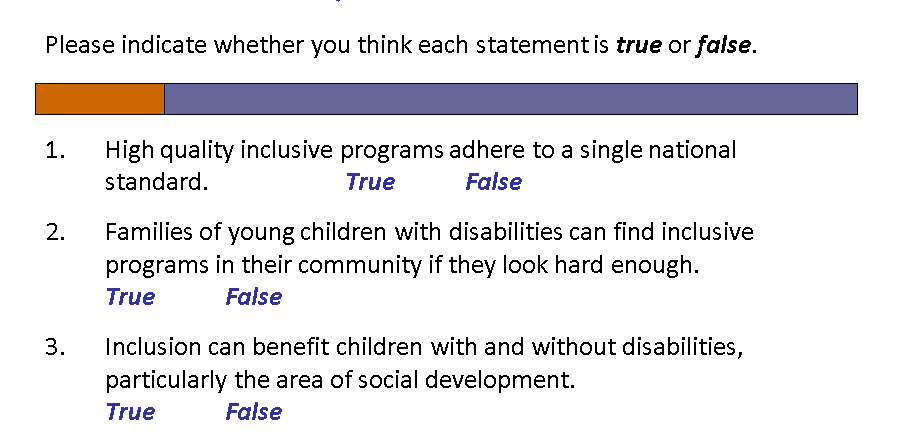 Please indicate whether you think each statement is true or false.
1. High quality inclusive programs adhere to a single national
standard. True False
2. Families of young children with disabilities can find inclusive
programs in their community if they look hard enough.
True False
3. Inclusion can benefit children with and without disabilities,
particularly the area of social development.
True False